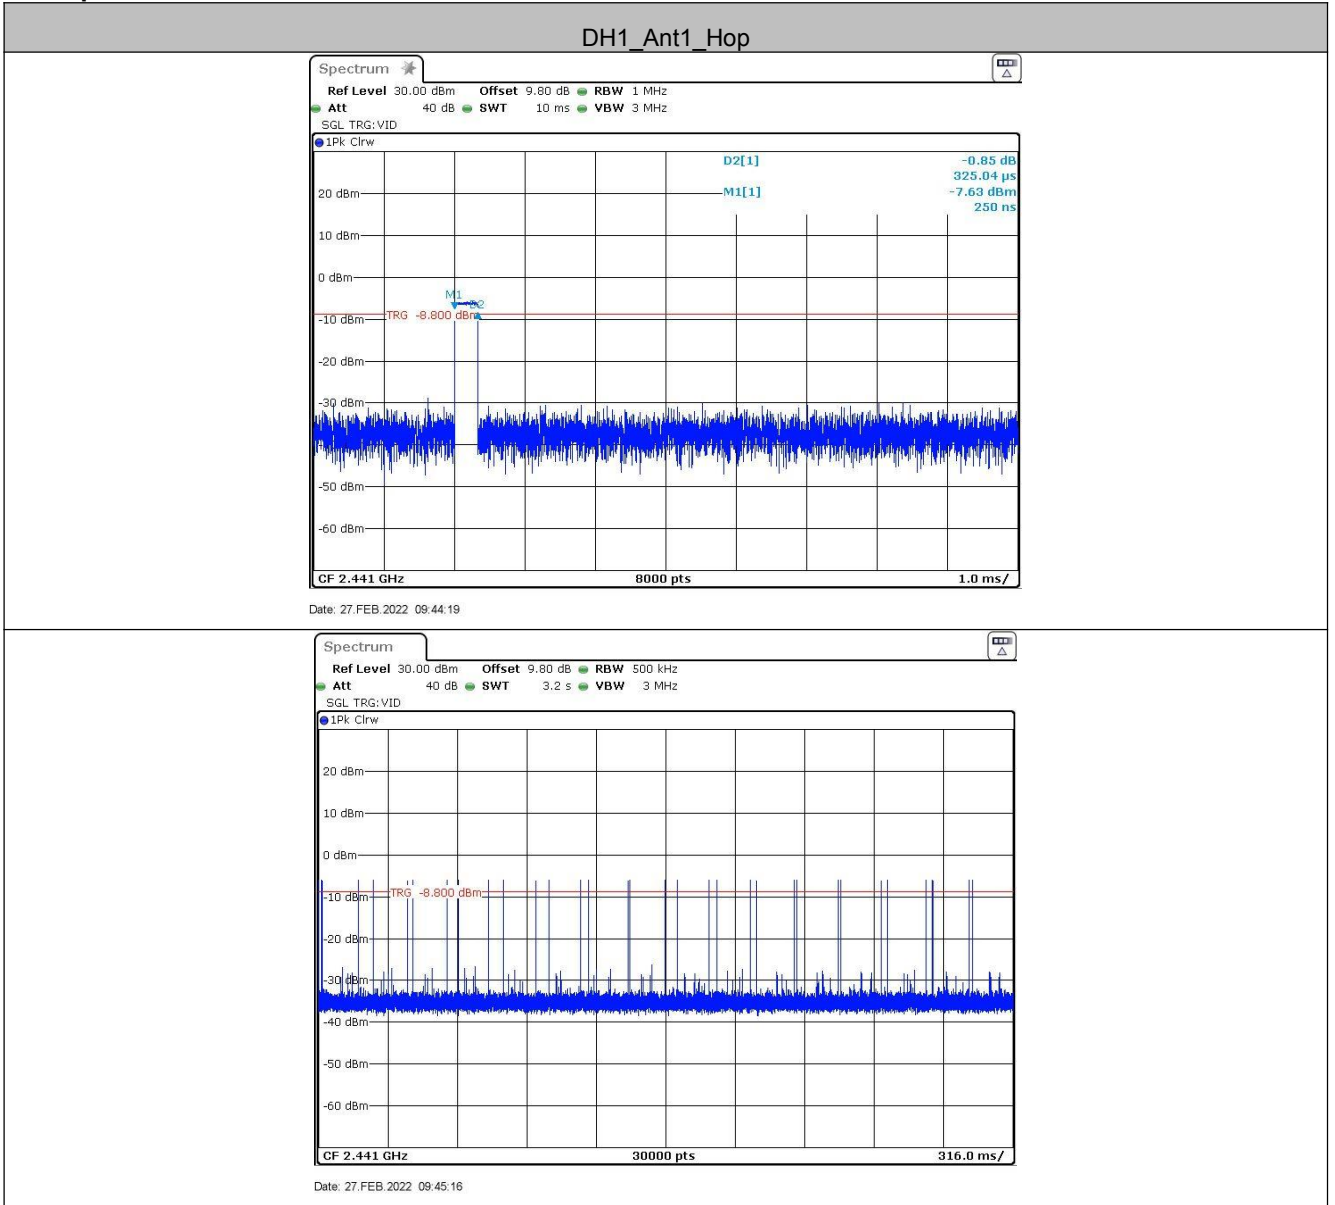 DH1_Ant1_Hop
Spectrum
Ref Level 30.00 dBm Offset 9.80 dB RBW 1 MHz
Att 40 dB SWT 10 ms VBW 3 MHz
SGL TRG:VID
1Pk Clrw
D2[1] -0.85 dB
325.04 µs
20 dBm M1[1] -7.63 dBm
250 ns
10 dBm
0 dBm
M1
D2
-10 dBm TRG -8.800 dBm
-20 dBm
-30 dBm
-50 dBm
-60 dBm
CF 2.441 GHz 8000 pts 1.0 ms/
Date: 27.FEB.2022 09:44:19
Spectrum
Ref Level 30.00 dBm Offset 9.80 dB RBW 500 kHz
Att 40 dB SWT 3.2 s VBW 3 MHz
SGL TRG:VID
1Pk Clrw
20 dBm
10 dBm
0 dBm
-10 dBm TRG -8.800 dBm
-20 dBm
-30 dBm
-40 dBm
-50 dBm
-60 dBm
CF 2.441 GHz 30000 pts 316.0 ms/
Date: 27.FEB.2022 09:45:16